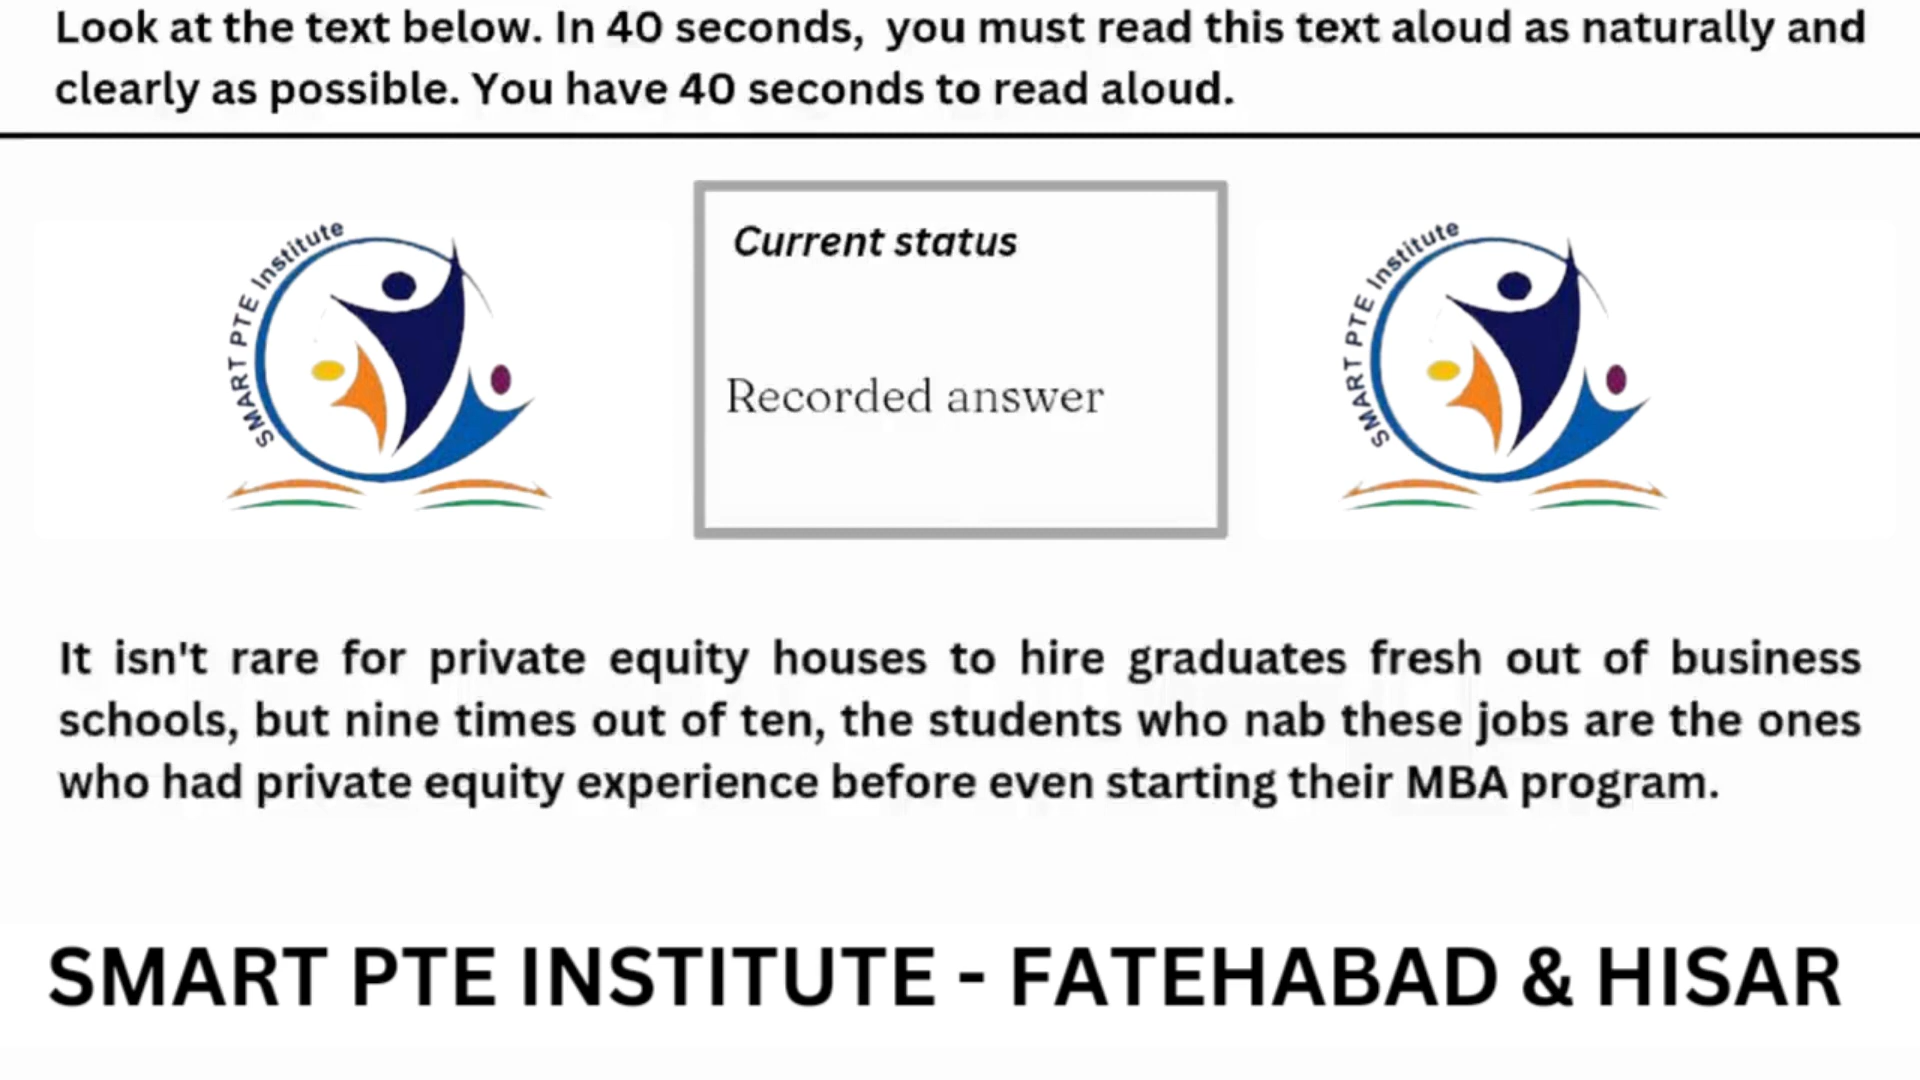 Look at the text below. In 40 seconds, you must read this text aloud as naturally and
clearly as possible. You have 40 seconds to read aloud.
SMART PTE Institute
Current status
Recorded answer
SMART PTE Institute
It isn't rare for private equity houses to hire graduates fresh out of business
schools, but nine times out of ten, the students who nab these jobs are the ones
who had private equity experience before even starting their MBA program.
SMART PTE INSTITUTE - FATEHABAD & HISAR